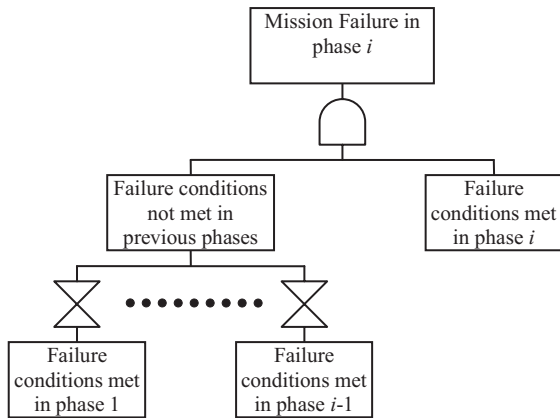 Mission Failure in
phase i
Failure conditions
not met in
previous phases
Failure
conditions met
in phase i
Failure
conditions met
in phase 1
Failure
conditions met
in phase i-1